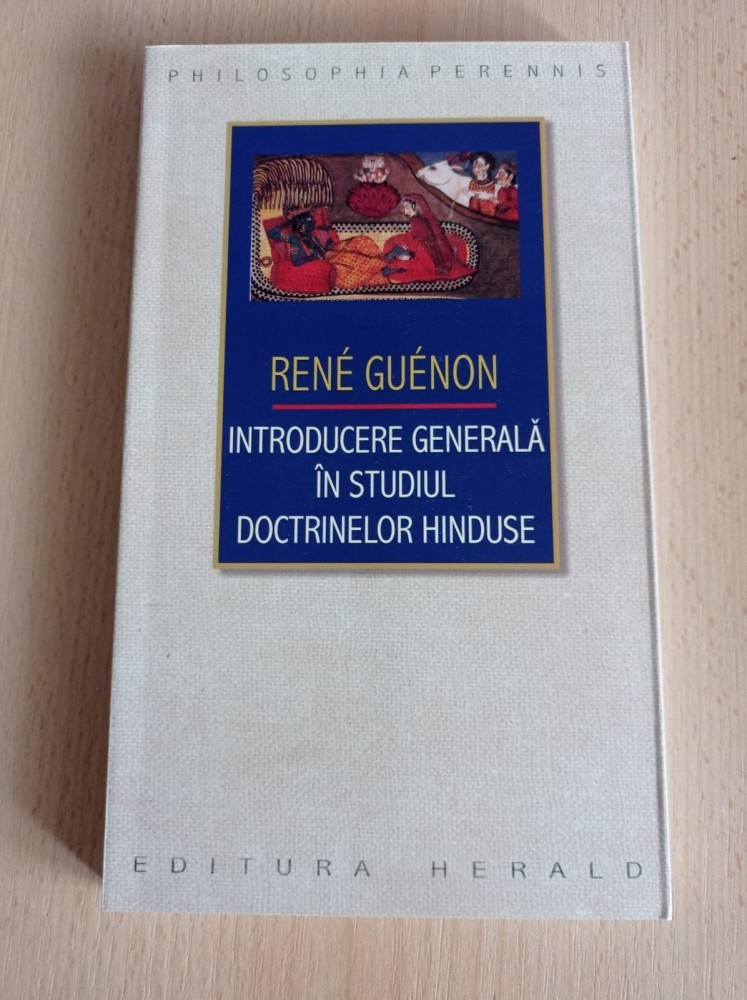 PHILOSOPHIA PERENNIS
RENÉ GUÉNON
INTRODUCERE GENERALĂ
ÎN STUDIUL
DOCTRINELOR HINDUSE
EDITURA HERALD